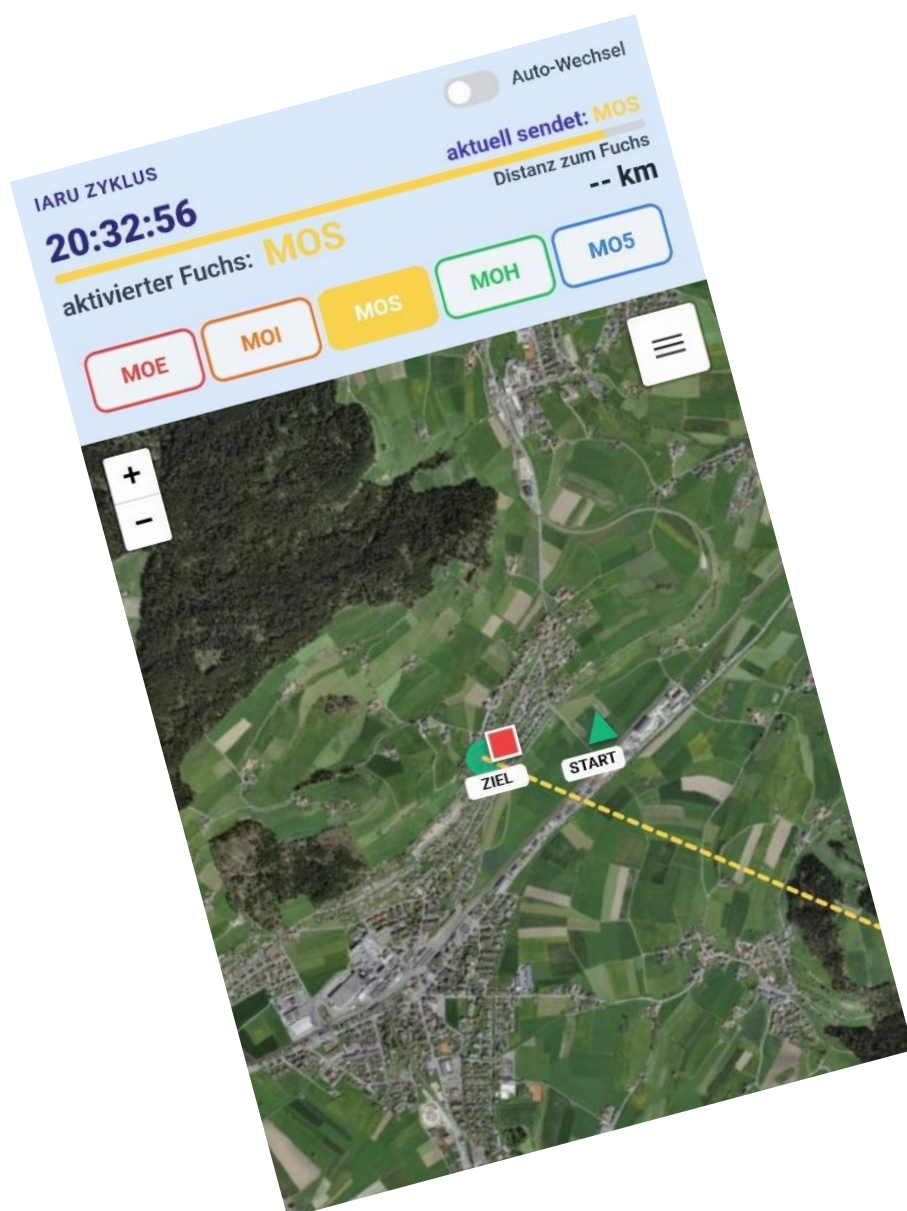 Auto-Wechsel
IARU ZYKLUS
aktuell sendet: MOS
20:32:56
Distanz zum Fuchs
-- km
aktivierter Fuchs: MOS
MOE
MOI
MOS
MOH
MO5
+
−
ZIEL
START